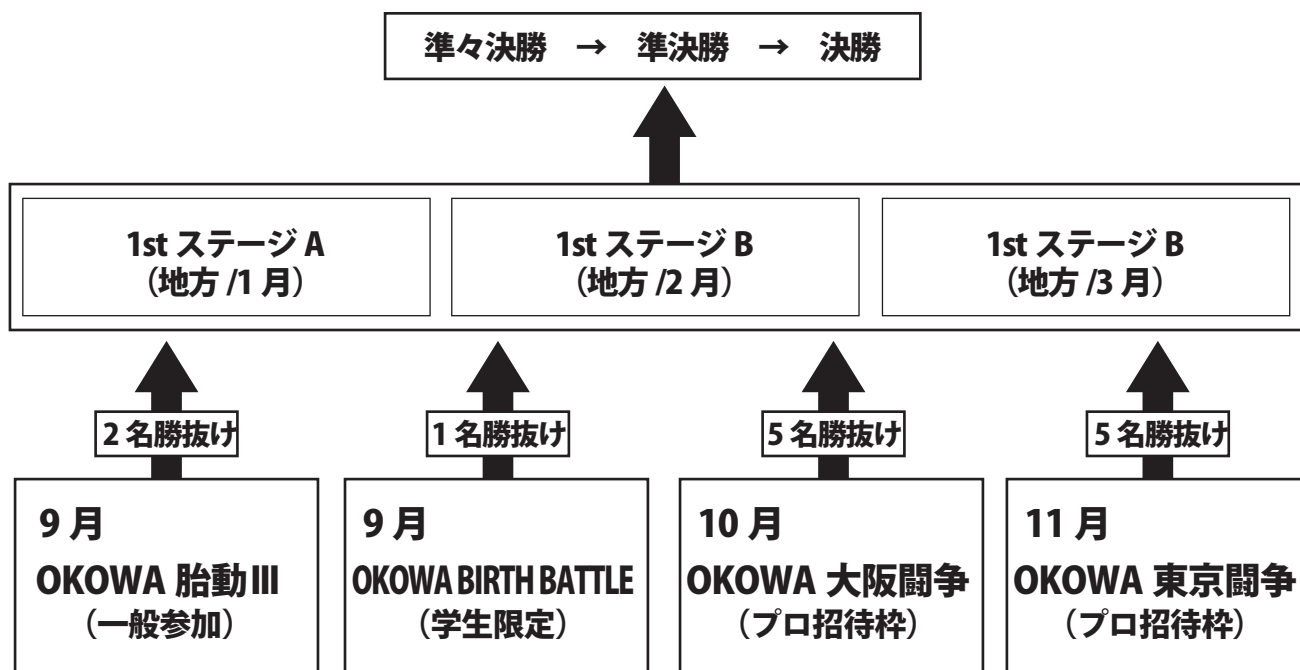 準々決勝 → 準決勝 → 決勝
1st ステージ A
（地方 /1 月）
1st ステージ B
（地方 /2 月）
1st ステージ B
（地方 /3 月）
2 名勝抜け
1 名勝抜け
5 名勝抜け
5 名勝抜け
9 月
OKOWA 胎動Ⅲ
（一般参加）
9 月
OKOWA BIRTH BATTLE
（学生限定）
10 月
OKOWA 大阪闘争
（プロ招待枠）
11 月
OKOWA 東京闘争
（プロ招待枠）